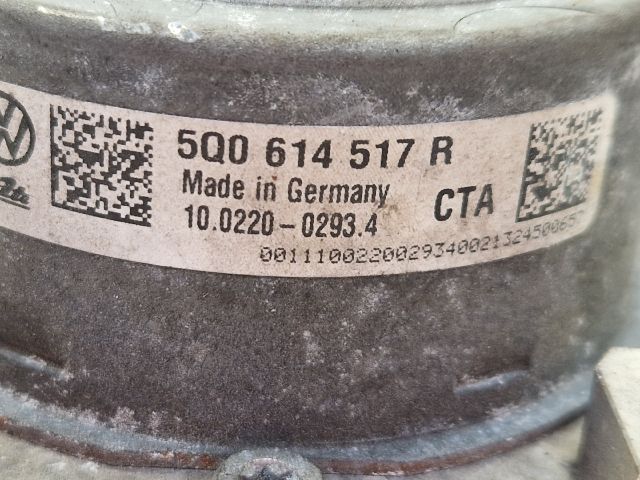 5Q0 614 517 R
Made in Germany
10.0220-0293.4 CTA